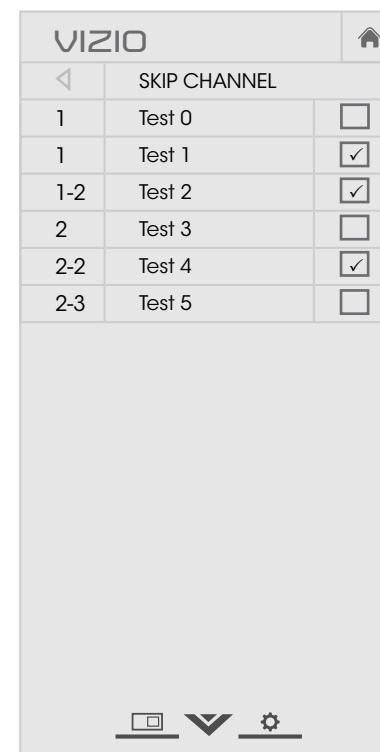 VIZIO
SKIP CHANNEL
1 Test 0
1 Test 1
1-2 Test 2
2 Test 3
2-2 Test 4
2-3 Test 5